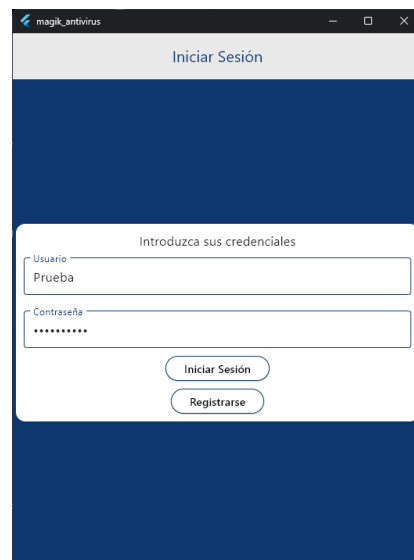 magik_antivirus
Iniciar Sesión
Introduzca sus credenciales
Usuario
Prueba
Contraseña
••••••••••
Iniciar Sesión
Registrarse